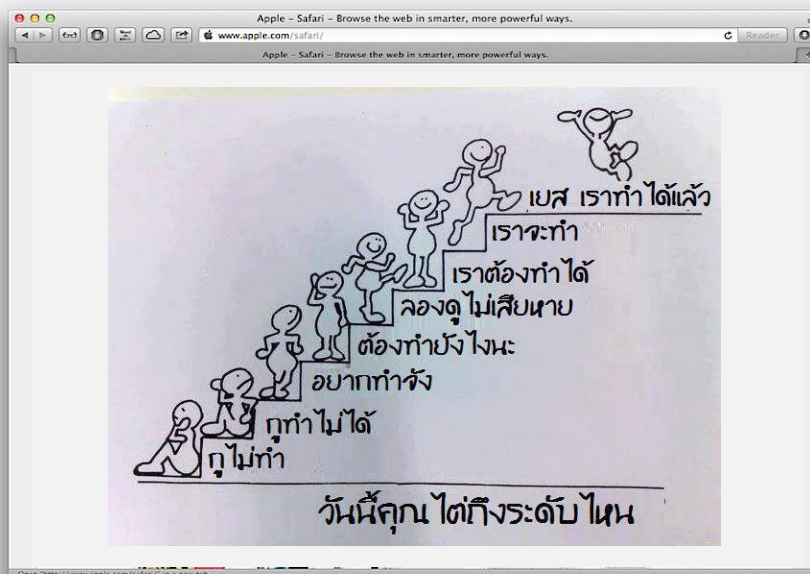 Apple – Safari – Browse the web in smarter, more powerful ways.
www.apple.com/safari/
Reader
Apple – Safari – Browse the web in smarter, more powerful ways.
เยส เราทำได้แล้ว
เราจะทำ
เราต้องทำได้
ลองดูไม่เสียหาย
ต้องทำยังไงนะ
อยากทำจัง
กูทำไม่ได้
กูไม่ทำ
วันนี้คุณไต่ถึงระดับไหน